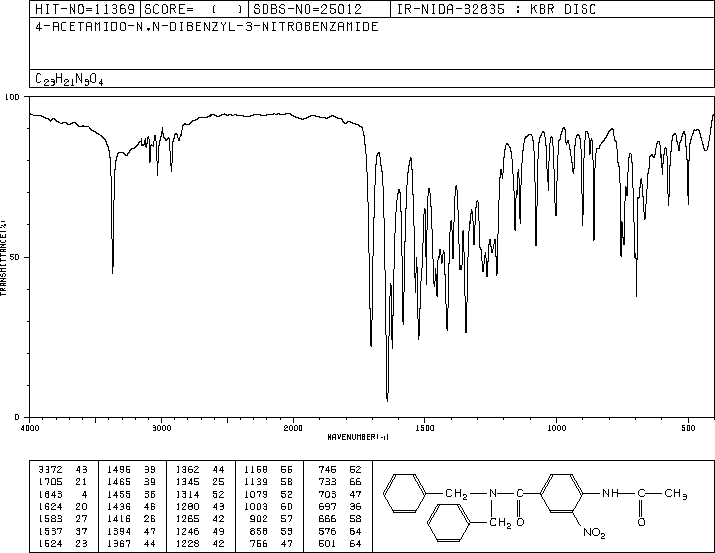 HIT-NO=11369 SCORE= ( ) SDBS-NO=25012 IR-NIDA-32835 : KBR DISC
4-ACETAMIDO-N,N-DIBENZYL-3-NITROBENZAMIDE
C23H21N3O4
100
50
0
TRANSMITTANCE(%)
4000 3000 2000 1500 1000 500
WAVENUMBER(-1)
3372 43 1496 39 1362 44 1158 56 746 52
1705 21 1465 39 1345 25 1139 58 733 66
1643 4 1455 36 1314 52 1079 52 703 47
1624 20 1436 46 1280 43 1003 60 697 36
1583 27 1416 26 1265 42 902 57 666 58
1537 37 1394 47 1246 49 858 53 576 64
1524 23 1367 44 1228 42 756 47 501 64
CH2 N C NH C CH3
O O
CH2 NO2